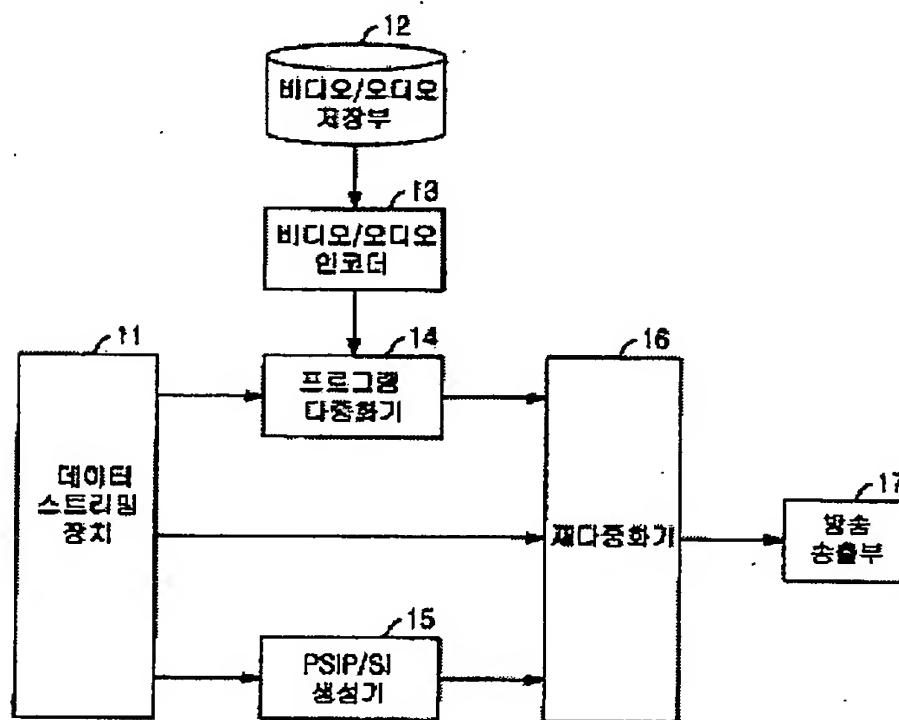 12
비디오/오디오
저장부
13
비디오/오디오
인코더
11
데이터
스트리밍
장치
14
프로그램
다중화기
15
PSIP/SI
생성기
16
재다중화기
17
방송
송출부